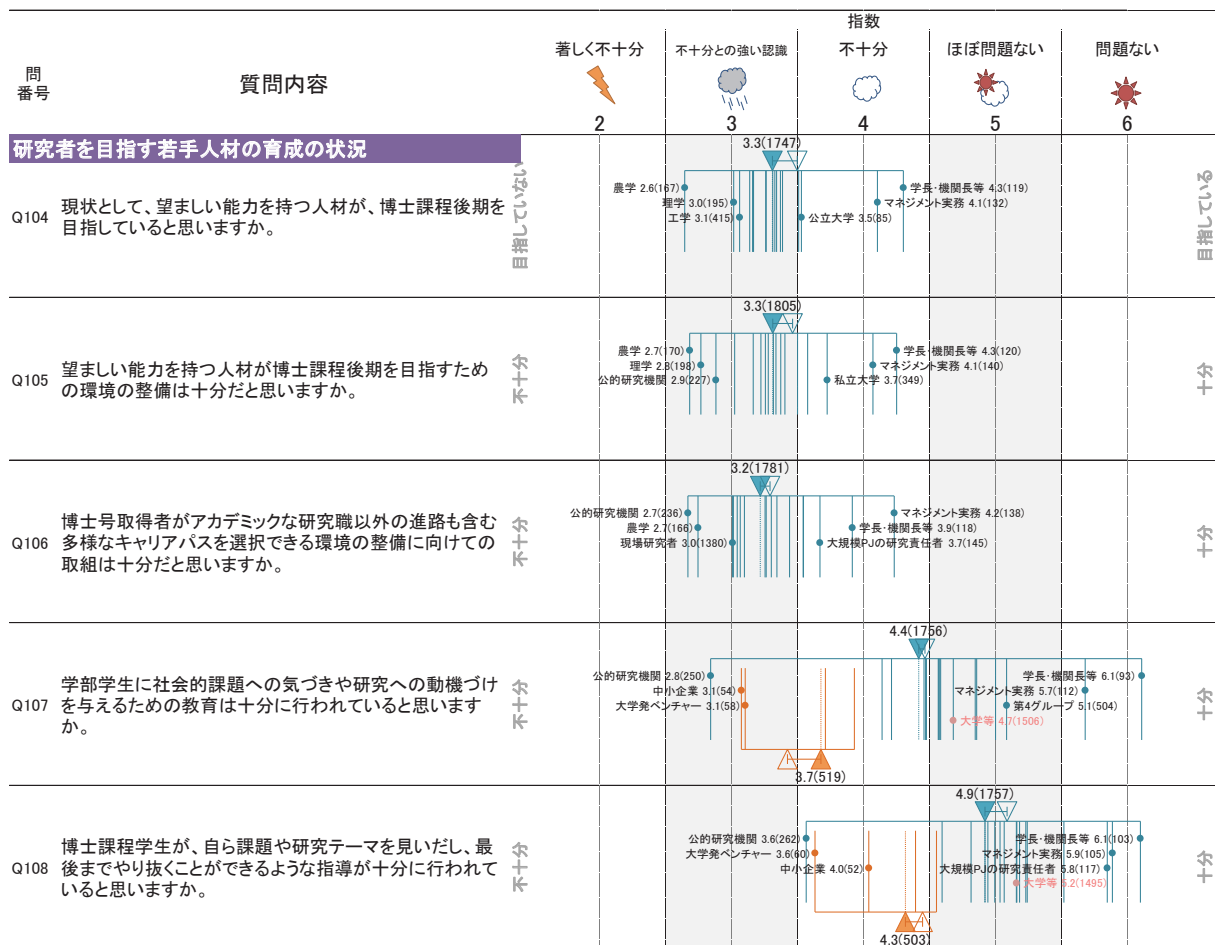 指数
著しく不十分
不十分との強い認識
不十分
ほぼ問題ない
問題ない
問
番号
質問内容
2
3
4
5
6
研究者を目指す若手人材の育成の状況
Q104
現状として、望ましい能力を持つ人材が、博士課程後期を
目指していると思いますか。
目指していない
3.3(1747)
農学 2.6(167)
理学 3.0(195)
工学 3.1(415)
学長・機関長等 4.3(119)
マネジメント実務 4.1(132)
公立大学 3.5(85)
目指している
Q105
望ましい能力を持つ人材が博士課程後期を目指すため
の環境の整備は十分だと思いますか。
不十分
3.3(1805)
農学 2.7(170)
理学 2.8(198)
公的研究機関 2.9(227)
学長・機関長等 4.3(120)
マネジメント実務 4.1(140)
私立大学 3.7(349)
十分
Q106
博士号取得者がアカデミックな研究職以外の進路も含む
多様なキャリアパスを選択できる環境の整備に向けての
取組は十分だと思いますか。
不十分
3.2(1781)
公的研究機関 2.7(236)
農学 2.7(166)
現場研究者 3.0(1380)
マネジメント実務 4.2(138)
学長・機関長等 3.9(118)
大規模PJの研究責任者 3.7(145)
十分
Q107
学部学生に社会的課題への気づきや研究への動機づけ
を与えるための教育は十分に行われていると思います
か。
不十分
4.4(1756)
公的研究機関 2.8(250)
中小企業 3.1(54)
大学発ベンチャー 3.1(58)
学長・機関長等 6.1(93)
マネジメント実務 5.7(112)
第4グループ 5.1(504)
大学等 4.7(1506)
3.7(519)
十分
Q108
博士課程学生が、自ら課題や研究テーマを見いだし、最
後までやり抜くことができるような指導が十分に行われて
いると思いますか。
不十分
4.9(1757)
公的研究機関 3.6(262)
大学発ベンチャー 3.6(60)
中小企業 4.0(52)
学長・機関長等 6.1(103)
マネジメント実務 5.9(105)
大規模PJの研究責任者 5.8(117)
大学等 5.2(1495)
4.3(503)
十分